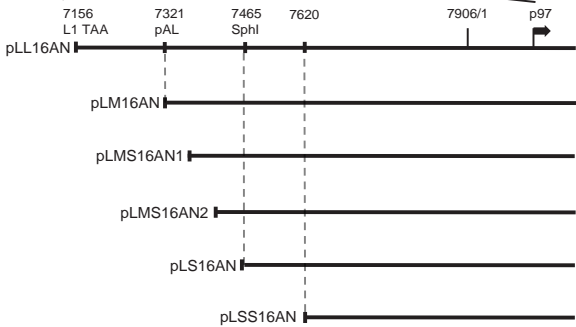 7156 7321 7465 7620 7906/1 p97
L1 TAA pAL SphI
pLL16AN
pLM16AN
pLMS16AN1
pLMS16AN2
pLS16AN
pLSS16AN